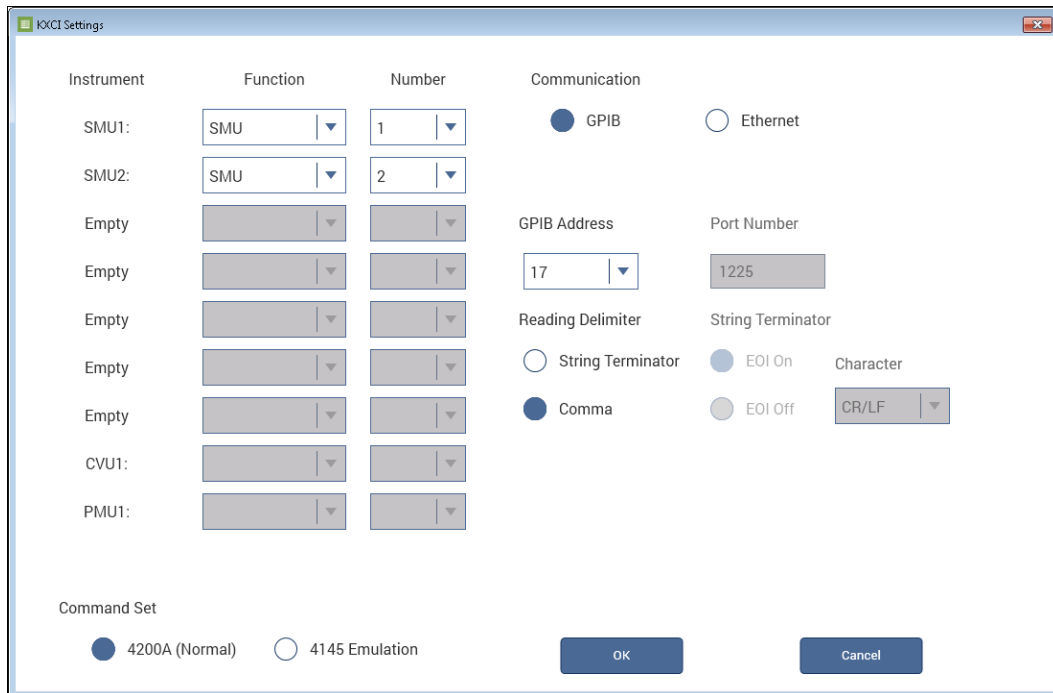 KXCI Settings
Instrument Function Number Communication
SMU1: SMU 1 GPIB Ethernet
SMU2: SMU 2
Empty GPIB Address Port Number
Empty 17 1225
Empty Reading Delimiter String Terminator
Empty String Terminator EOI On Character
Empty Comma EOI Off CR/LF
CVU1:
PMU1:
Command Set
4200A (Normal) 4145 Emulation OK Cancel